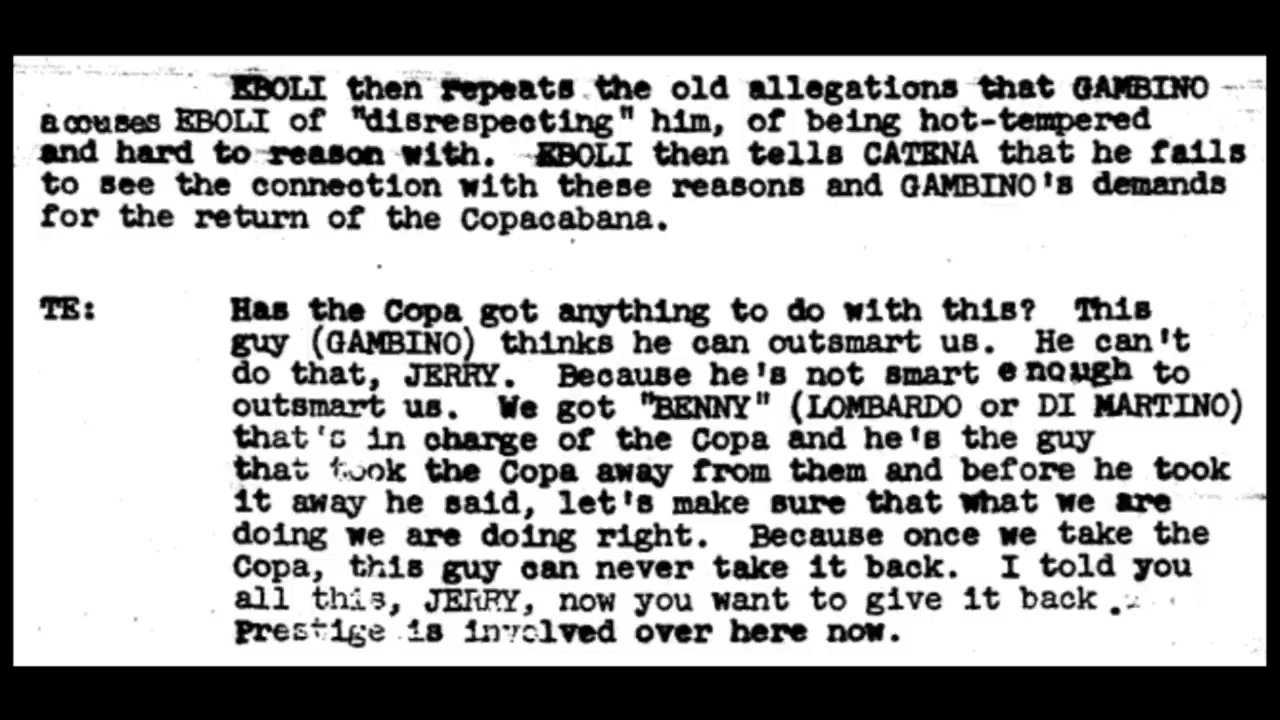 EBOLI then repeats the old allegations that GAMBINO
accuses EBOLI of "disrespecting" him, of being hot-tempered
and hard to reason with. EBOLI then tells CATENA that he fails
to see the connection with these reasons and GAMBINO's demands
for the return of the Copacabana.
TE: Has the Copa got anything to do with this? This
guy (GAMBINO) thinks he can outsmart us. He can't
do that, JERRY. Because he's not smart enough to
outsmart us. We got "BENNY" (LOMBARDO or DI MARTINO)
that's in charge of the Copa and he's the guy
that took the Copa away from them and before he took
it away he said, let's make sure that what we are
doing we are doing right. Because once we take the
Copa, this guy can never take it back. I told you
all this, JERRY, now you want to give it back.
Prestige is involved over here now.